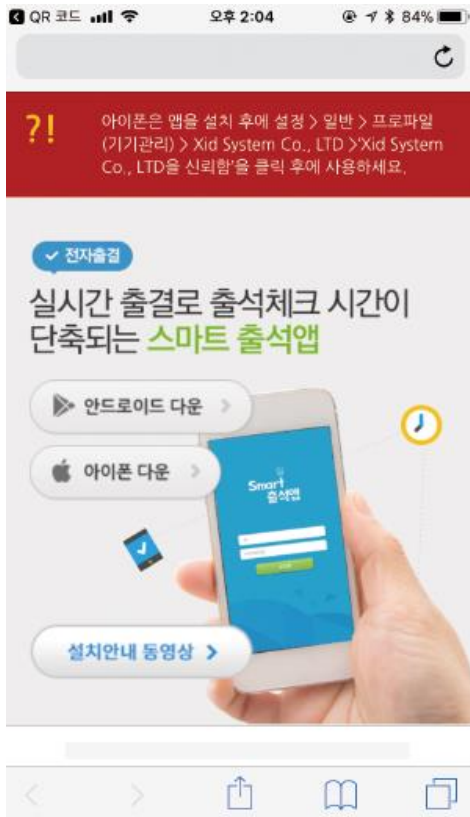 QR 코드 오후 2:04 84%
?!
아이폰은 앱을 설치 후에 설정 > 일반 > 프로파일
(기기관리) > Xid System Co., LTD >'Xid System
Co., LTD을 신뢰함'을 클릭 후에 사용하세요.
전자출결
실시간 출결로 출석체크 시간이
단축되는 스마트 출석앱
안드로이드 다운 >
아이폰 다운 >
Smart
출석앱
설치안내 동영상 >